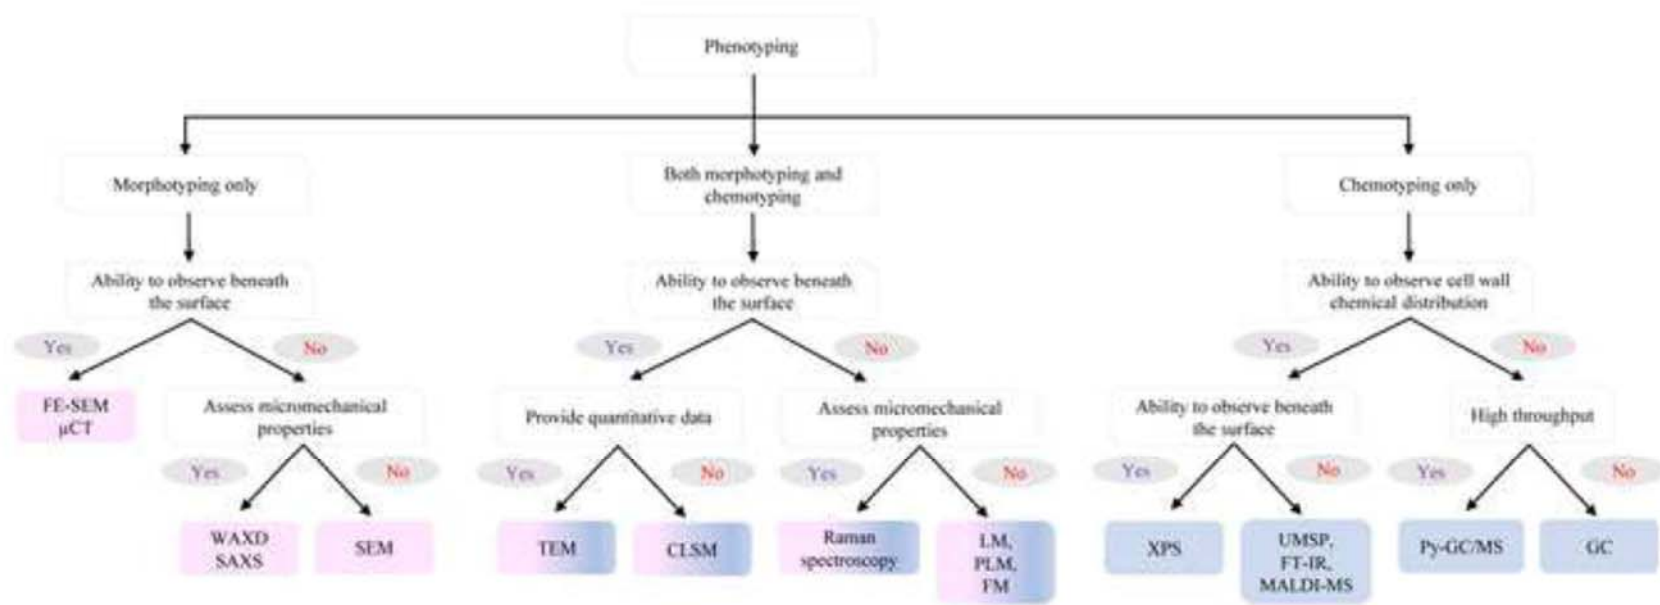 Phenotyping
Morphotyping only
Both morphotyping and
chemotyping
Chemotyping only
Ability to observe beneath
the surface
Ability to observe beneath
the surface
Ability to observe cell wall
chemical distribution
Yes
No
Yes
No
Yes
No
FE-SEM
μCT
Assess micromechanical
properties
Provide quantitative data
Assess micromechanical
properties
Ability to observe beneath
the surface
High throughput
Yes
No
Yes
No
Yes
No
Yes
No
Yes
No
WAXD
SAXS
SEM
TEM
CLSM
Raman
spectroscopy
LM,
PLM,
FM
XPS
UMSP,
FT-IR,
MALDI-MS
Py-GC/MS
GC